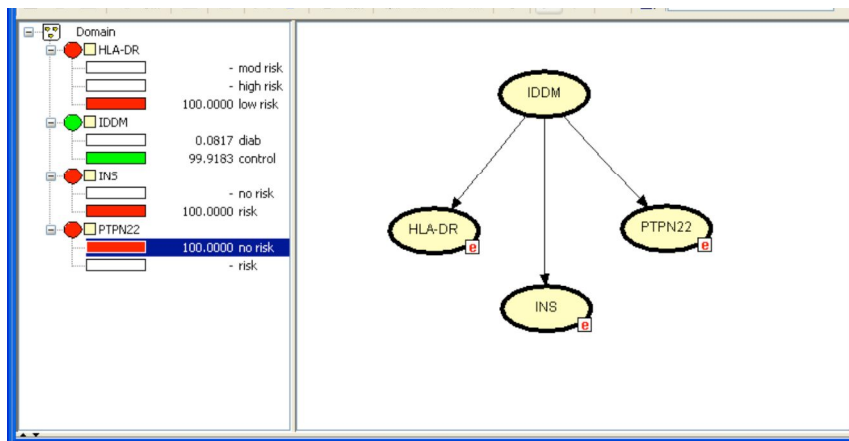 Domain
HLA-DR
- mod risk
- high risk
100.0000 low risk
IDDM
0.0817 diab
99.9183 control
INS
- no risk
100.0000 risk
PTPN22
100.0000 no risk
- risk
IDDM
HLA-DR
e
PTPN22
e
INS
e